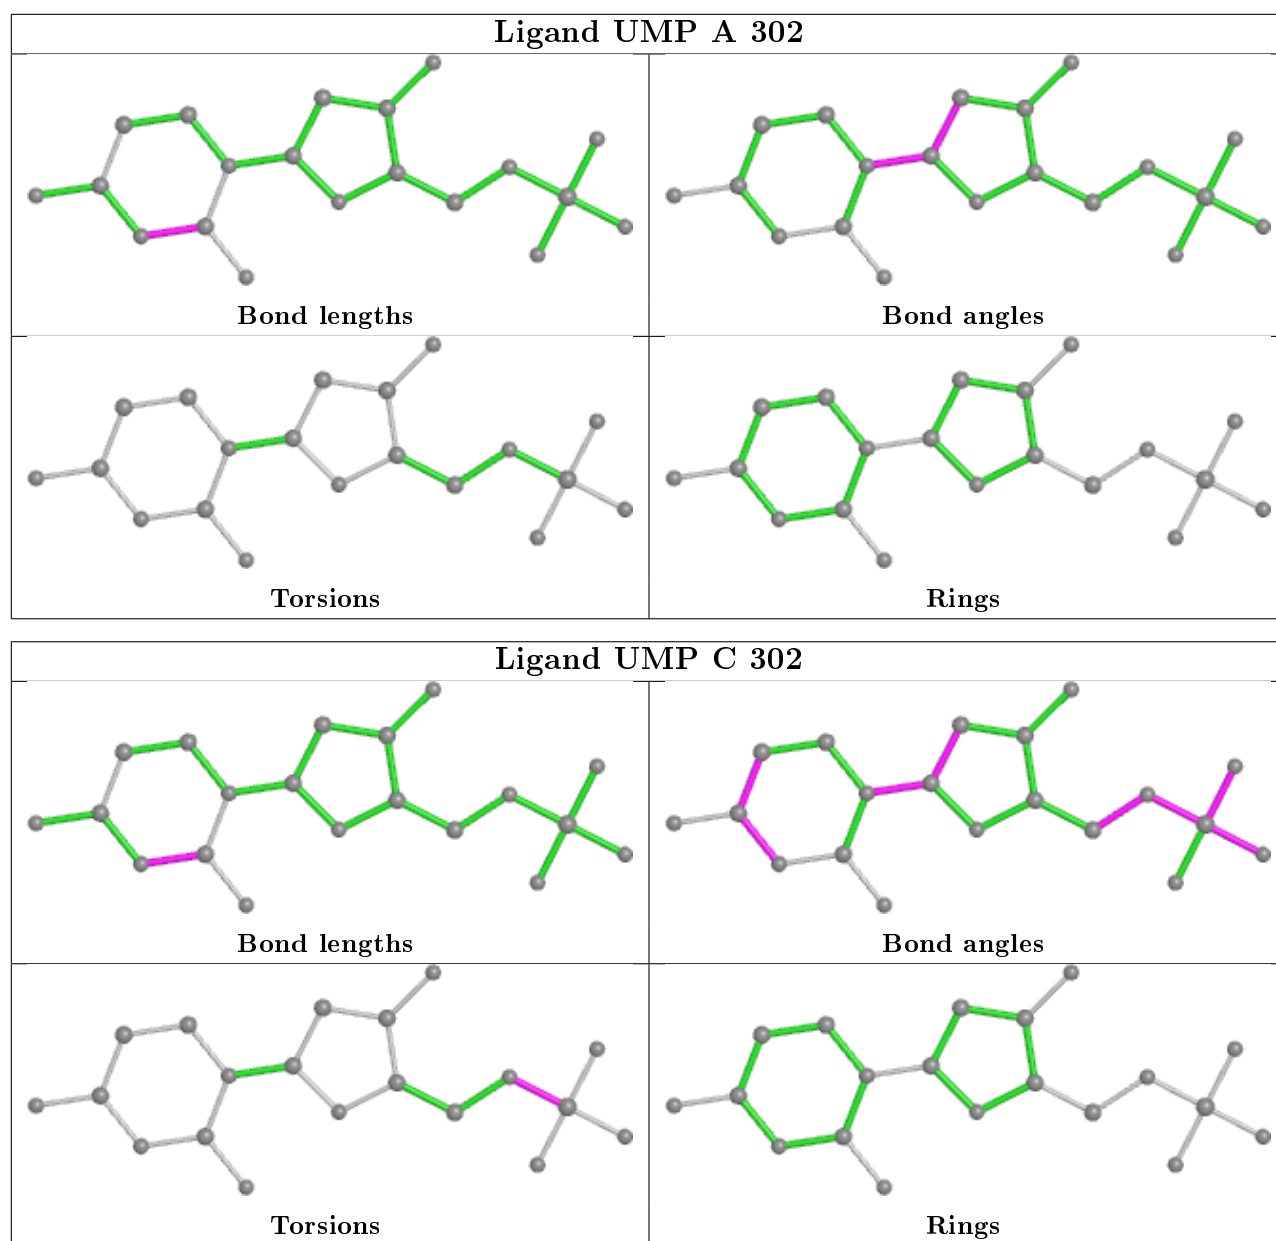 Ligand UMP A 302
Bond lengths
Bond angles
Torsions
Rings
Ligand UMP C 302
Bond lengths
Bond angles
Torsions
Rings